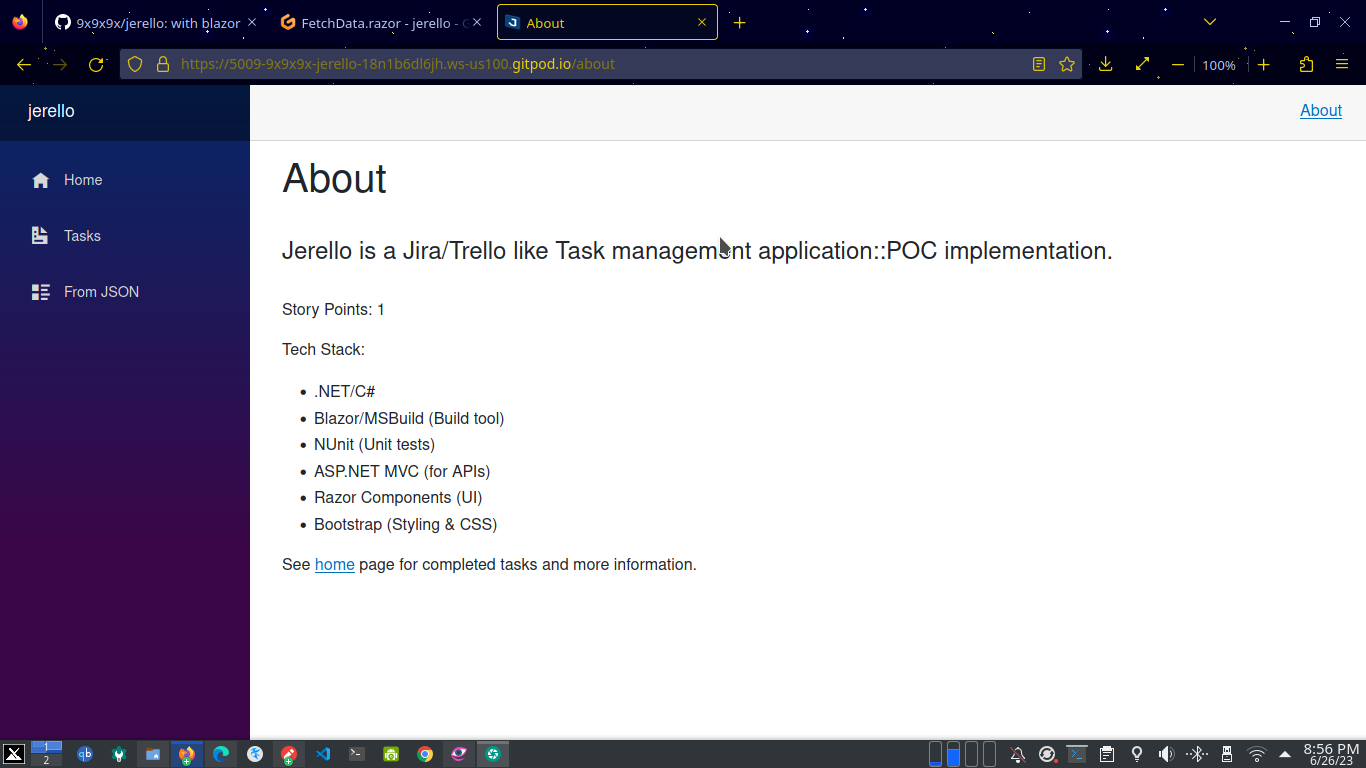 9x9x9x/jerello: with blazor
FetchData.razor - jerello -
About
https://5009-9x9x9x-jerello-18n1b6dl6jh.ws-us100.gitpod.io/about
100%
jerello
About
Home
Tasks
From JSON
About
Jerello is a Jira/Trello like Task management application::POC implementation.
Story Points: 1
Tech Stack:
.NET/C#
Blazor/MSBuild (Build tool)
NUnit (Unit tests)
ASP.NET MVC (for APIs)
Razor Components (UI)
Bootstrap (Styling & CSS)
See home page for completed tasks and more information.
1
2
qb
8:56 PM
6/26/23